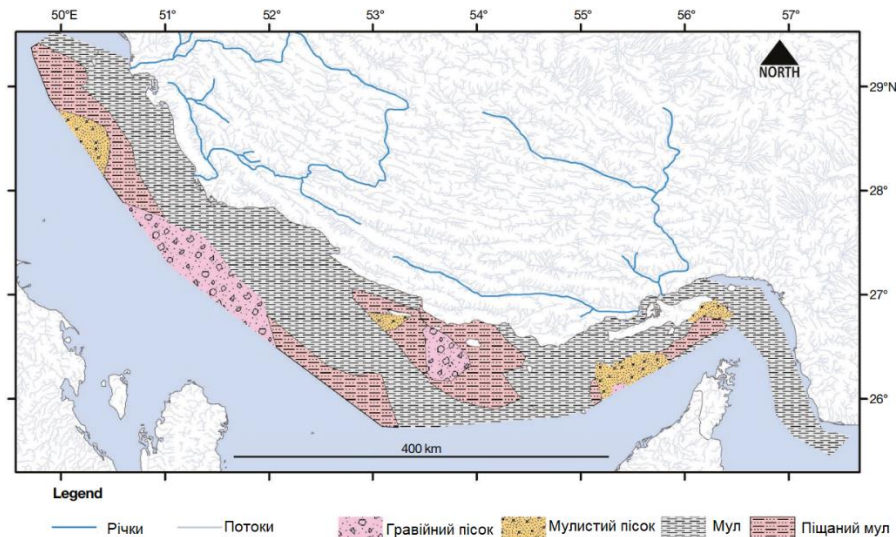 50°E 51° 52° 53° 54° 55° 56° 57°
NORTH
29°N
28°
27°
26°
400 km
Legend
Річки Потоки Гравійний пісок Мулистий пісок Мул Піщаний мул